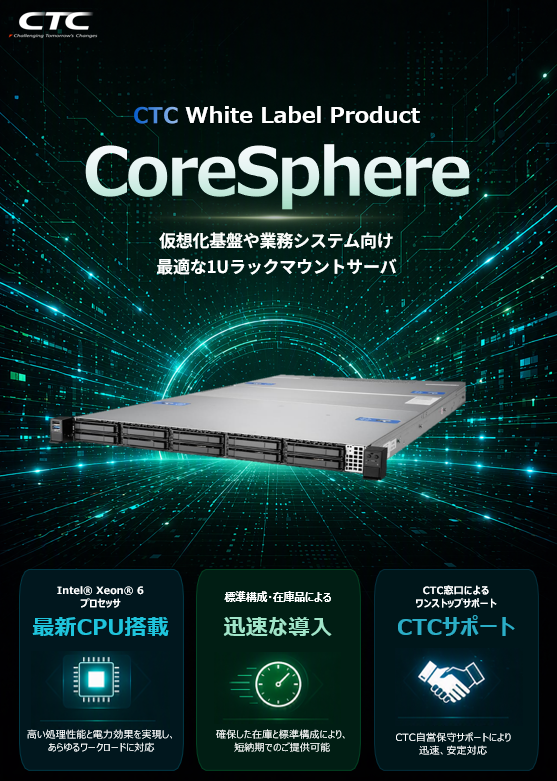 CTC
Challenging Tomorrow's Changes
CTC White Label Product
CoreSphere
仮想化基盤や業務システム向け
最適な1Uラックマウントサーバ
Intel® Xeon® 6
プロセッサ
最新CPU搭載
高い処理性能と電力効果を実現し、
あらゆるワークロードに対応
標準構成・在庫品による
迅速な導入
確保した在庫と標準構成により、
短納期でのご提供可能
CTC窓口による
ワンストップサポート
CTCサポート
CTC自営保守サポートにより
迅速、安定対応